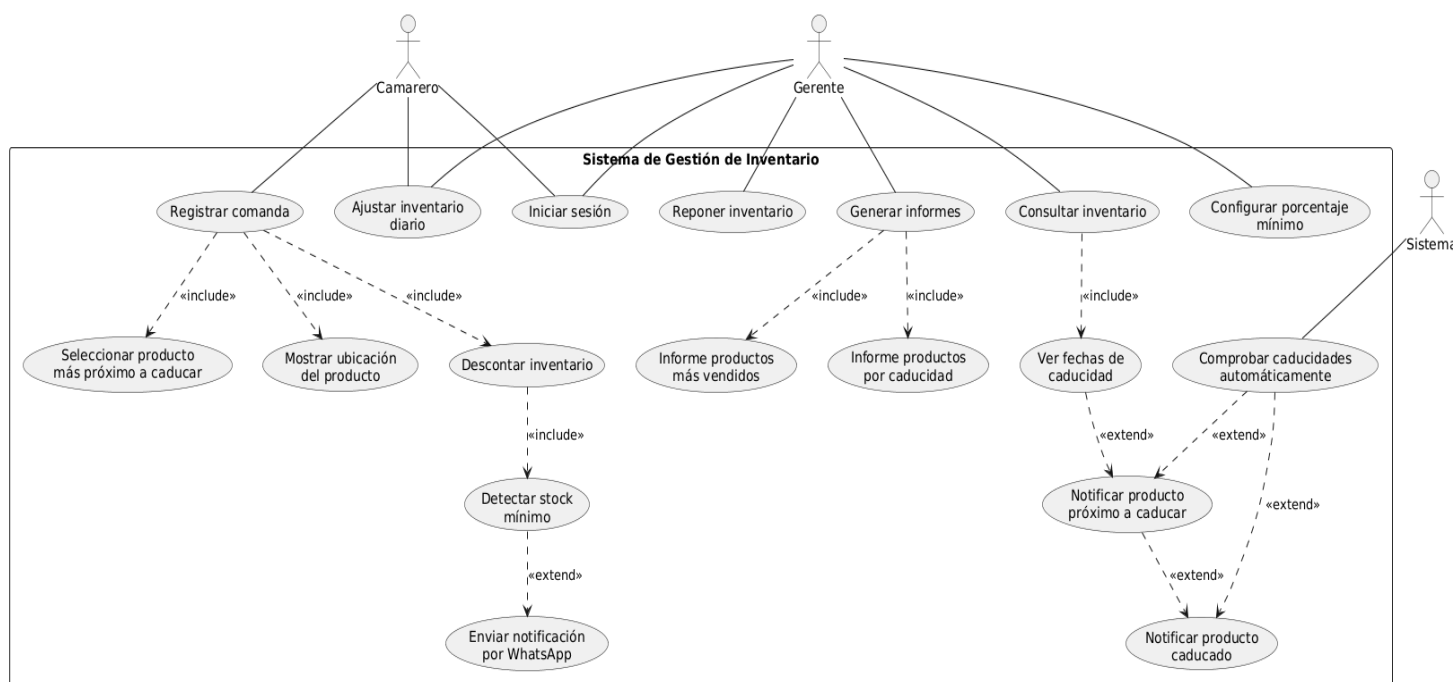 Camarero
Gerente
Sistema de Gestión de Inventario
Registrar comanda
Ajustar inventario
diario
Iniciar sesión
Reponer inventario
Generar informes
Consultar inventario
Configurar porcentaje
mínimo
Sistema
«include»
«include»
«include»
«include»
«include»
«include»
Seleccionar producto
más próximo a caducar
Mostrar ubicación
del producto
Descontar inventario
Informe productos
más vendidos
Informe productos
por caducidad
Ver fechas de
caducidad
Comprobar caducidades
automáticamente
«include»
«extend»
«extend»
Detectar stock
mínimo
Notificar producto
próximo a caducar
«extend»
«extend»
«extend»
Enviar notificación
por WhatsApp
Notificar producto
caducado